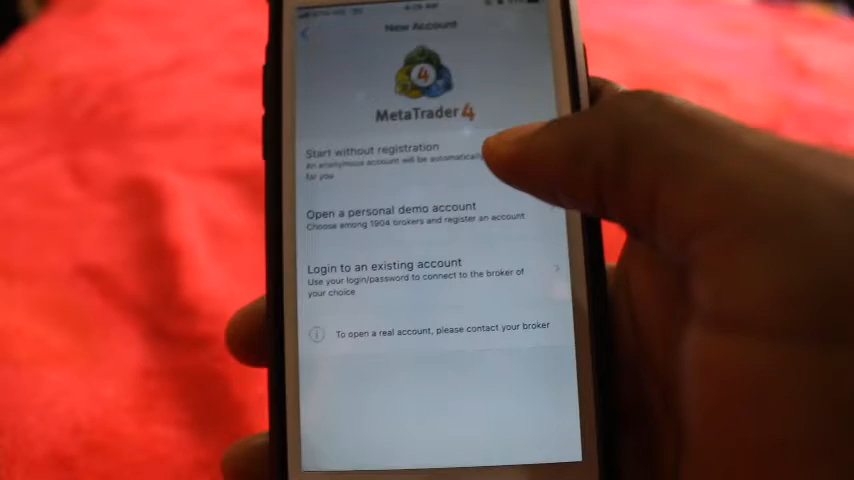 New Account
4
MetaTrader 4
Start without registration
An anonymous account will be automatically
for you
Open a personal demo account
Choose among 1904 brokers and register an account
Login to an existing account
Use your login/password to connect to the broker of
your choice
To open a real account, please contact your broker